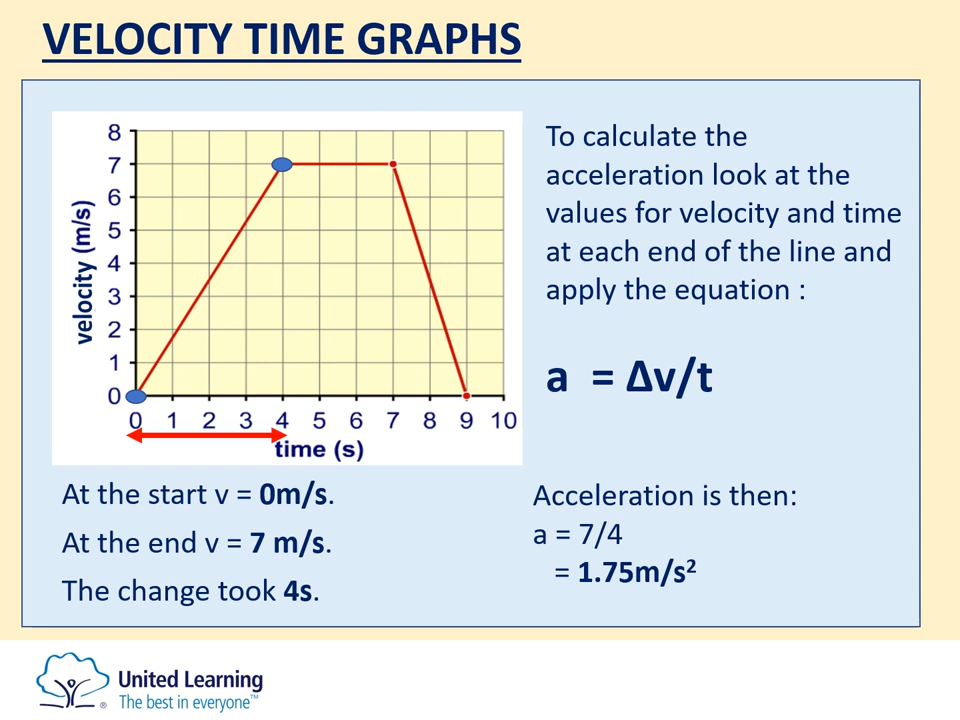 VELOCITY TIME GRAPHS
8
7
6
5
4
3
2
1
0
velocity (m/s)
0 1 2 3 4 5 6 7 8 9 10
time (s)
To calculate the
acceleration look at the
values for velocity and time
at each end of the line and
apply the equation :
a = Δv/t
At the start v = 0m/s.
At the end v = 7 m/s.
The change took 4s.
Acceleration is then:
a = 7/4
= 1.75m/s²
United Learning
The best in everyone™
®